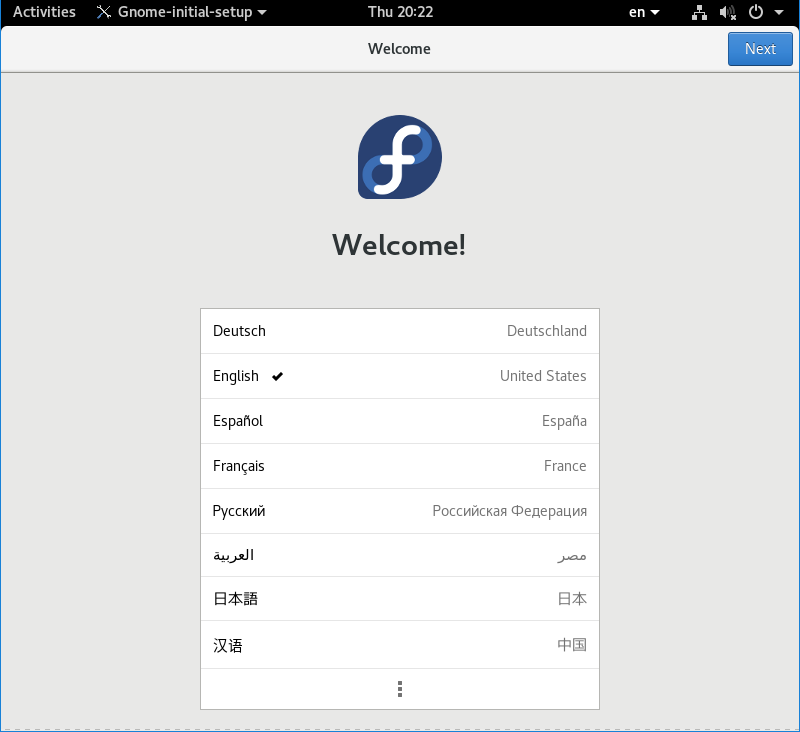 Activities Gnome-initial-setup Thu 20:22 en
Welcome Next
Welcome!
Deutsch Deutschland
English United States
Español España
Français France
Русский Российская Федерация
العربية مصر
日本語 日本
汉语 中国